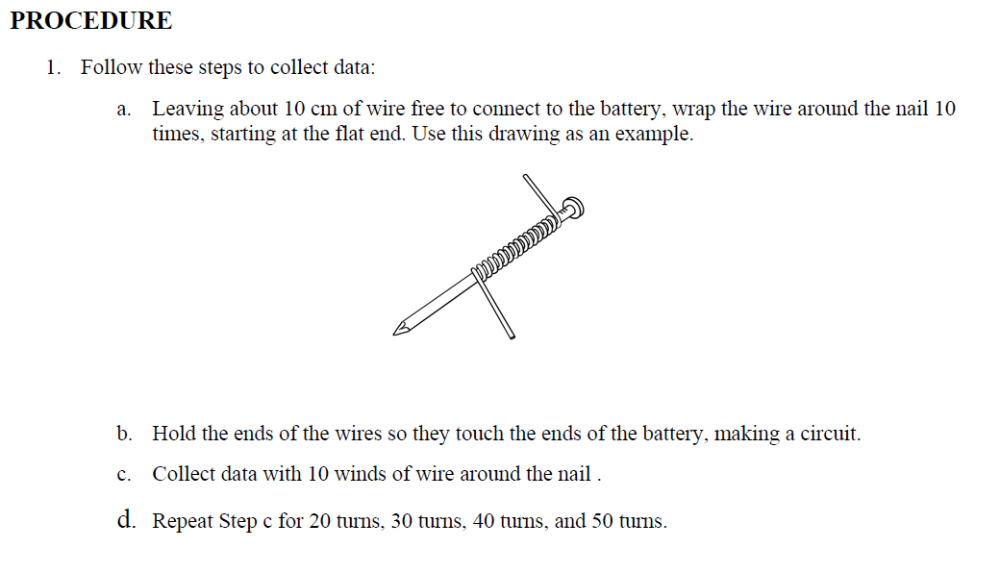 PROCEDURE
1. Follow these steps to collect data:
a. Leaving about 10 cm of wire free to connect to the battery, wrap the wire around the nail 10
times, starting at the flat end. Use this drawing as an example.
b. Hold the ends of the wires so they touch the ends of the battery, making a circuit.
c. Collect data with 10 winds of wire around the nail .
d. Repeat Step c for 20 turns, 30 turns, 40 turns, and 50 turns.